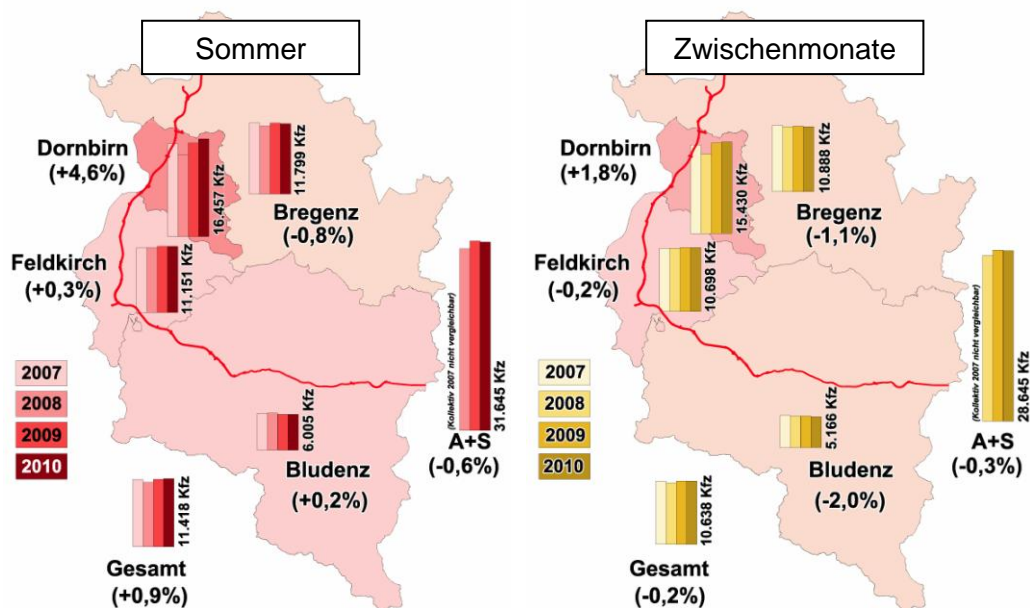 Sommer
Dornbirn
(+4,6%)
16.457 Kfz
11.799 Kfz
Bregenz
(-0,8%)
Feldkirch
(+0,3%)
11.151 Kfz
(Kollektiv 2007 nicht vergleichbar)
31.645 Kfz
A+S
(-0,6%)
2007
2008
2009
2010
6.005 Kfz
Bludenz
(+0,2%)
11.418 Kfz
Gesamt
(+0,9%)
Zwischenmonate
Dornbirn
(+1,8%)
15.430 Kfz
10.888 Kfz
Bregenz
(-1,1%)
Feldkirch
(-0,2%)
10.698 Kfz
(Kollektiv 2007 nicht vergleichbar)
28.645 Kfz
A+S
(-0,3%)
2007
2008
2009
2010
5.166 Kfz
Bludenz
(-2,0%)
10.638 Kfz
Gesamt
(-0,2%)